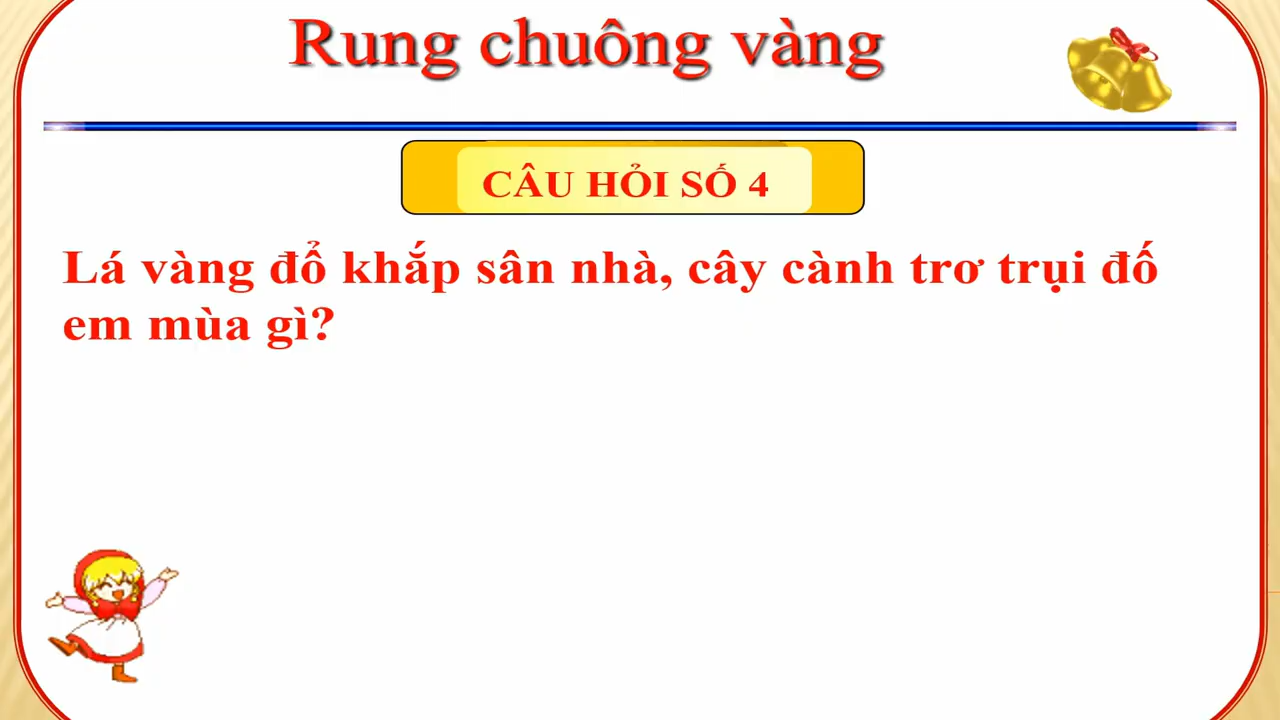 Rung chuông vàng
CÂU HỎI SỐ 4
Lá vàng đổ khắp sân nhà, cây cành trơ trụi đố
em mùa gì?